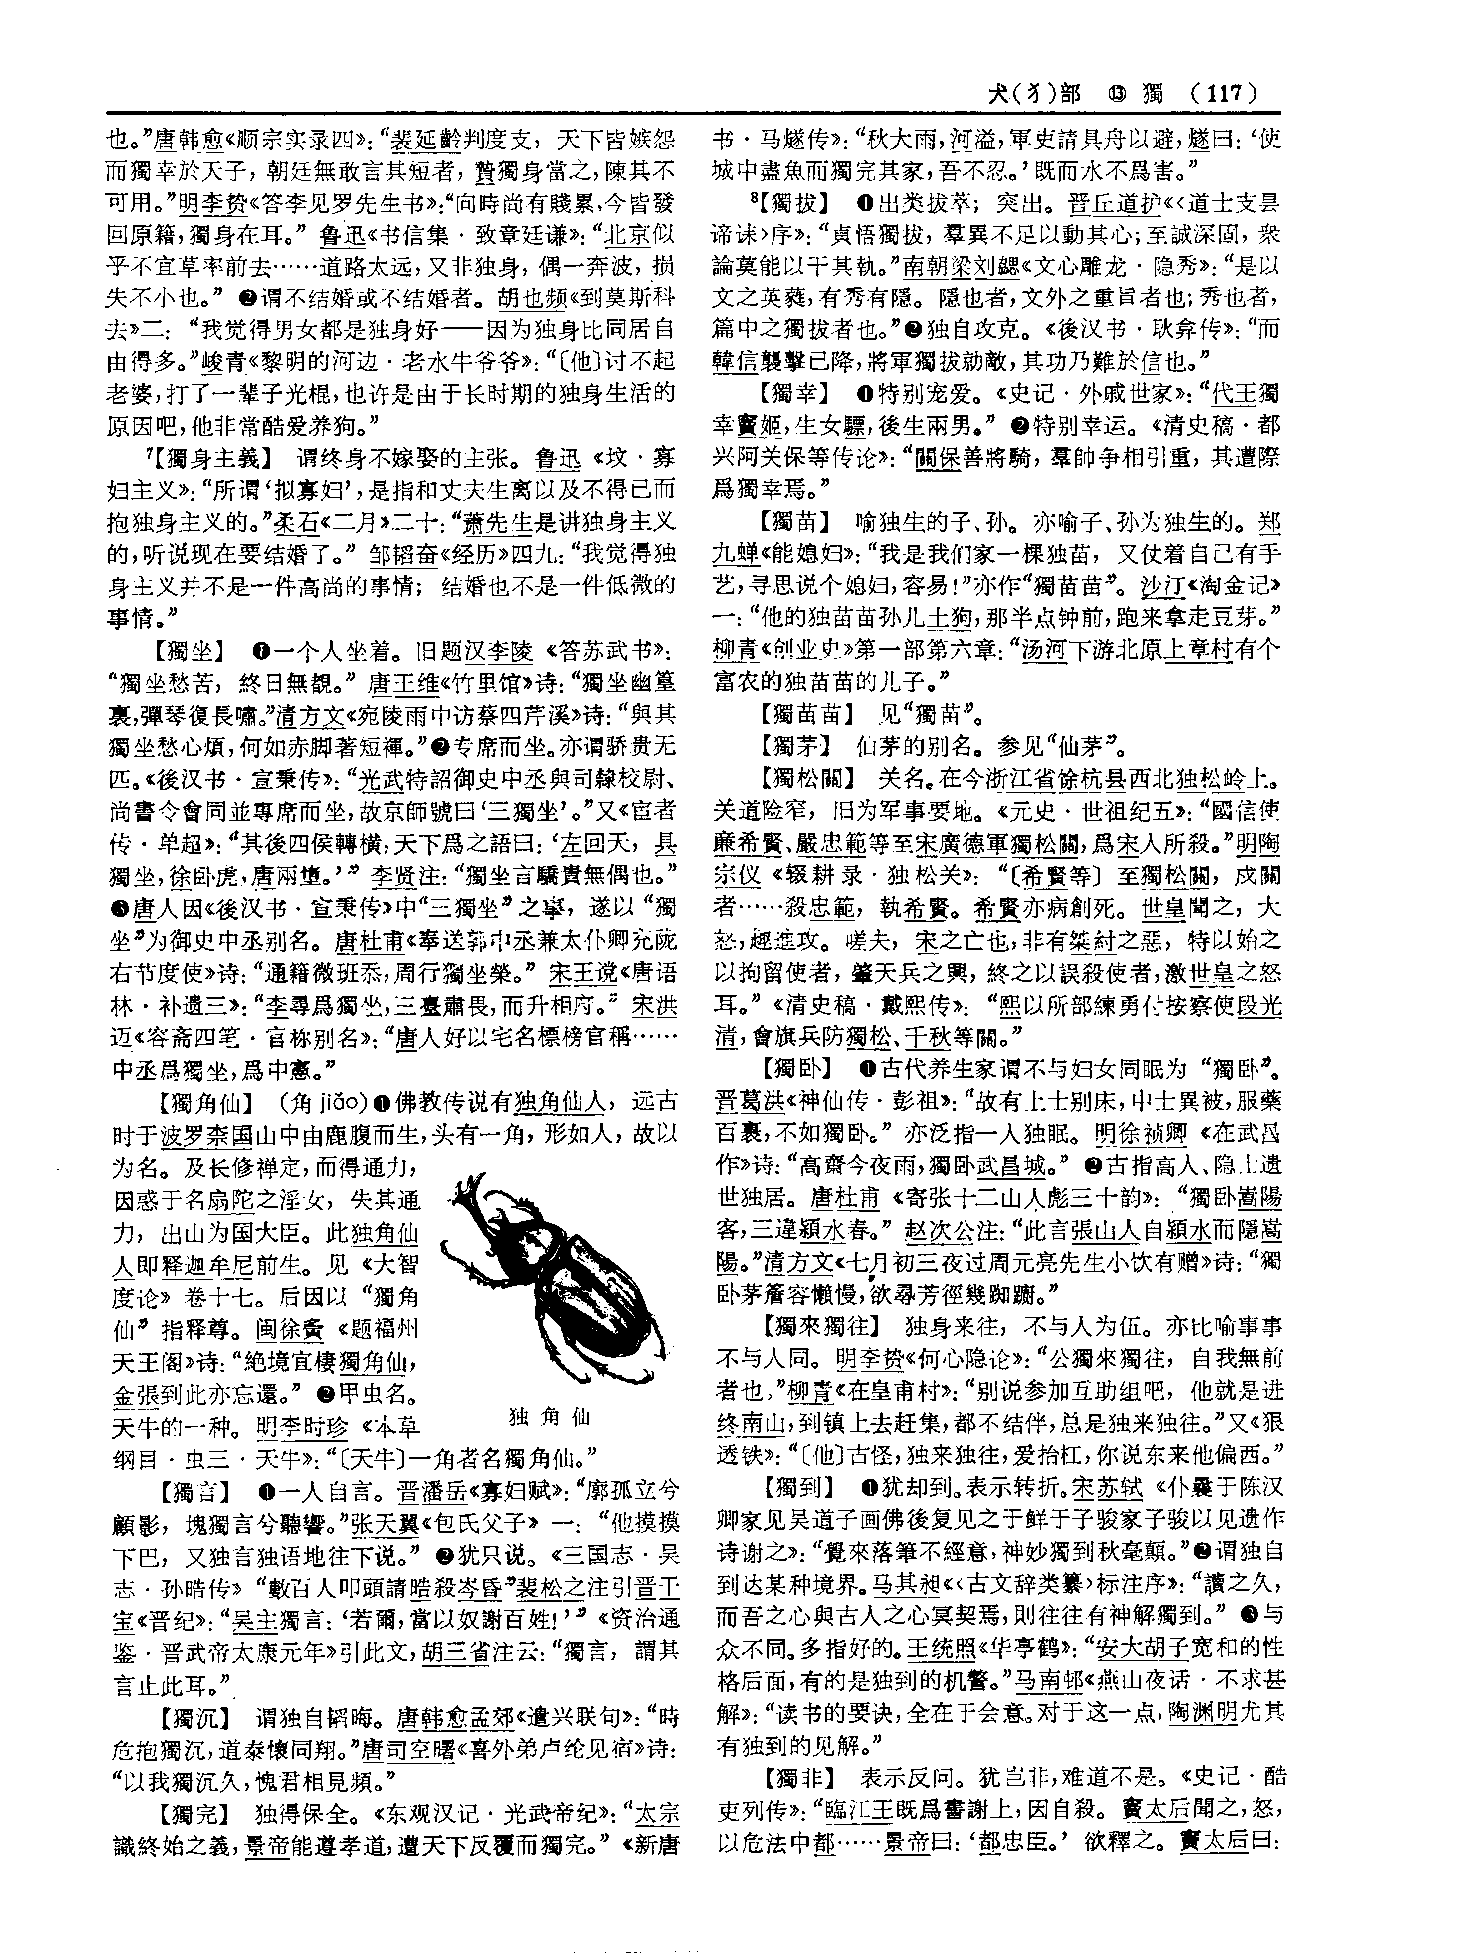 犬(犭)部　⑬　獨　(117)
也。”唐韩愈《顺宗实录四》：“裴延齡判度支，天下皆嫉怨
而獨幸於天子，朝廷無敢言其短者，贄獨身當之，陳其不
可用。”明李贽《答李见罗先生书》：“向時尚有賤累，今皆發
回原籍，獨身在耳。”鲁迅《书信集·致章廷谦》：“北京似
乎不宜草率前去……道路太远，又非独身，偶一奔波，损
失不小也。”❷谓不结婚或不结婚者。胡也频《到莫斯科
去》二：“我觉得男女都是独身好——因为独身比同居自
由得多。”峻青《黎明的河边·老水牛爷爷》：“〔他〕讨不起
老婆，打了一辈子光棍，也许是由于长时期的独身生活的
原因吧，他非常酷爱养狗。”
7【獨身主義】　谓终身不嫁娶的主张。鲁迅《坟·寡
妇主义》：“所谓‘拟寡妇’，是指和丈夫生离以及不得已而
抱独身主义的。”柔石《二月》二十：“萧先生是讲独身主义
的，听说现在要结婚了。”邹韬奋《经历》四九：“我觉得独
身主义并不是一件高尚的事情；结婚也不是一件低微的
事情。”
【獨坐】　❶一个人坐着。旧题汉李陵《答苏武书》：
“獨坐愁苦，終日無覩。”唐王维《竹里馆》诗：“獨坐幽篁
裏，彈琴復長嘯。”清方文《宛陵雨中访蔡四芹溪》诗：“與其
獨坐愁心煩，何如赤脚著短褌。”❷专席而坐。亦谓骄贵无
匹。《後汉书·宣秉传》：“光武特詔御史中丞與司隸校尉、
尚書令會同並專席而坐，故京師號曰‘三獨坐’。”又《宦者
传·单超》：“其後四侯轉横，天下爲之語曰：‘左回天，具
獨坐，徐卧虎，唐兩墯。’”李贤注：“獨坐言驕貴無偶也。”
❸唐人因《後汉书·宣秉传》中“三獨坐”之事，遂以“獨
坐”为御史中丞别名。唐杜甫《奉送郭中丞兼太仆卿充陇
右节度使》诗：“通籍微班忝，周行獨坐榮。”宋王谠《唐语
林·补遗三》：“李尋爲獨坐，三臺肅畏，而升相府。”宋洪
迈《容斋四笔·官称别名》：“唐人好以宅名標榜官稱……
中丞爲獨坐，爲中憲。”
【獨角仙】　(角 jiǎo)❶佛教传说有独角仙人，远古
时于波罗柰国山中由鹿腹而生，头有一角，形如人，故以
为名。及长修禅定，而得通力，
因惑于名扇陀之淫女，失其通
力，出山为国大臣。此独角仙
人即释迦牟尼前生。见《大智
度论》卷十七。后因以“獨角
仙”指释尊。闽徐夤《题福州
天王阁》诗：“絶境宜棲獨角仙，
金張到此亦忘還。”❷甲虫名。
天牛的一种。明李时珍《本草
纲目·虫三·天牛》：“〔天牛〕一角者名獨角仙。”
独角仙
【獨言】　❶一人自言。晋潘岳《寡妇赋》：“廓孤立兮
顧影，塊獨言兮聽響。”张天翼《包氏父子》一：“他摸摸
下巴，又独言独语地往下说。”❷犹只说。《三国志·吴
志·孙晧传》“數百人叩頭請晧殺岑昏”裴松之注引晋干
宝《晋纪》：“吴主獨言：‘若爾，當以奴謝百姓！’”《资治通
鉴·晋武帝太康元年》引此文，胡三省注云：“獨言，謂其
言止此耳。”
【獨沉】　谓独自韬晦。唐韩愈孟郊《遣兴联句》：“時
危抱獨沉，道泰懷同翔。”唐司空曙《喜外弟卢纶见宿》诗：
“以我獨沉久，愧君相見頻。”
【獨完】　独得保全。《东观汉记·光武帝纪》：“太宗
識終始之義，景帝能遵孝道，遭天下反覆而獨完。”《新唐
书·马燧传》：“秋大雨，河溢，軍吏請具舟以避，燧曰：‘使
城中盡魚而獨完其家，吾不忍。’既而水不爲害。”
8【獨拔】　❶出类拔萃；突出。晋丘道护《〈道士支昙
谛诔〉序》：“貞悟獨拔，羣異不足以動其心；至誠深固，衆
論莫能以干其執。”南朝梁刘勰《文心雕龙·隐秀》：“是以
文之英蕤，有秀有隱。隱也者，文外之重旨者也；秀也者，
篇中之獨拔者也。”❷独自攻克。《後汉书·耿弇传》：“而
韓信襲擊已降，將軍獨拔勍敵，其功乃難於信也。”
【獨幸】　❶特别宠爱。《史记·外戚世家》：“代王獨
幸竇姬，生女嫖，後生兩男。”❷特别幸运。《清史稿·都
兴阿关保等传论》：“關保善將騎，羣帥争相引重，其遭際
爲獨幸焉。”
【獨苗】　喻独生的子、孙。亦喻子、孙为独生的。郑
九蝉《能媳妇》：“我是我们家一棵独苗，又仗着自己有手
艺，寻思说个媳妇，容易！”亦作“獨苗苗”。沙汀《淘金记》
一：“他的独苗苗孙儿土狗，那半点钟前，跑来拿走豆芽。”
柳青《创业史》第一部第六章：“汤河下游北原上章村有个
富农的独苗苗的儿子。”
【獨苗苗】　见“獨苗”。
【獨茅】　仙茅的别名。参见“仙茅”。
【獨松關】　关名。在今浙江省徐杭县西北独松岭上。
关道险窄，旧为军事要地。《元史·世祖纪五》：“國信使
廉希賢、嚴忠範等至宋廣德軍獨松關，爲宋人所殺。”明陶
宗仪《辍耕录·独松关》：“〔希賢等〕至獨松關，戍關
者……殺忠範，執希賢。希賢亦病創死。世皇聞之，大
怒，趣進攻。嗟夫，宋之亡也，非有桀紂之惡，特以始之
以拘留使者，肇天兵之興，終之以誤殺使者，激世皇之怒
耳。”《清史稿·戴熙传》：“熙以所部練勇付按察使段光
清，會旗兵防獨松、千秋等關。”
【獨卧】　❶古代养生家谓不与妇女同眠为“獨卧”。
晋葛洪《神仙传·彭祖》：“故有上士别床，中士異被，服藥
百裹，不如獨卧。”亦泛指一人独眠。明徐祯卿《在武昌
作》诗：“高齋今夜雨，獨卧武昌城。”❷古指高人、隐士遗
世独居。唐杜甫《寄张十二山人彪三十韵》：“獨卧嵩陽
客，三違潁水春。”赵次公注：“此言張山人自潁水而隱嵩
陽。”清方文《七月初三夜过周元亮先生小饮有赠》诗：“獨
卧茅簷容懶慢，欲尋芳徑幾踟躕。”
【獨來獨往】　独身来往，不与人为伍。亦比喻事事
不与人同。明李贽《何心隐论》：“公獨來獨往，自我無前
者也。”柳青《在皇甫村》：“别说参加互助组吧，他就是进
终南山，到镇上去赶集，都不结伴，总是独来独往。”又《狠
透铁》：“〔他〕古怪，独来独往，爱抬杠，你说东来他偏西。”
【獨到】　❶犹却到。表示转折。宋苏轼《仆曩于陈汉
卿家见吴道子画佛後复见之于鲜于子骏家子骏以见遗作
诗谢之》：“覺來落筆不經意，神妙獨到秋毫顛。”❷谓独自
到达某种境界。马其昶《〈古文辞类纂〉标注序》：“讀之久，
而吾之心與古人之心冥契焉，則往往有神解獨到。”❸与
众不同。多指好的。王统照《华亭鹤》：“安大胡子宽和的性
格后面，有的是独到的机警。”马南邨《燕山夜话·不求甚
解》：“读书的要诀，全在于会意。对于这一点，陶渊明尤其
有独到的见解。”
【獨非】　表示反问。犹岂非，难道不是。《史记·酷
吏列传》：“臨江王既爲書謝上，因自殺。竇太后聞之，怒，
以危法中都……景帝曰：‘都忠臣。’欲釋之。竇太后曰：